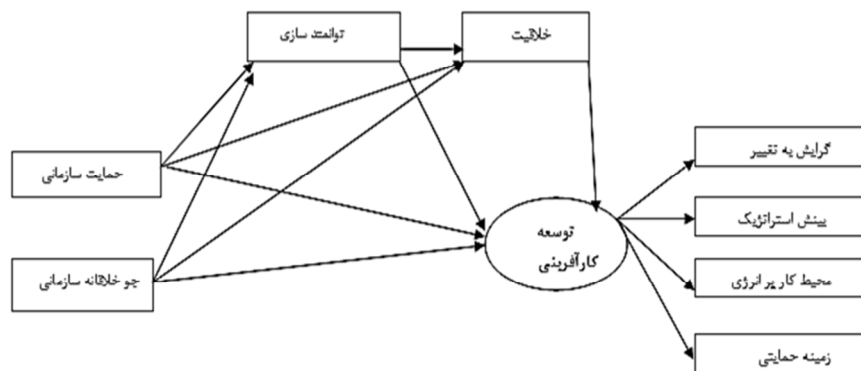 توانمند سازی
خلاقیت
حمایت سازمانی
جو خلاقانه سازمانی
توسعه
کارآفرینی
گرایش به تغییر
بینش استراتژیک
محیط کار پر انرژی
زمینه حمایتی